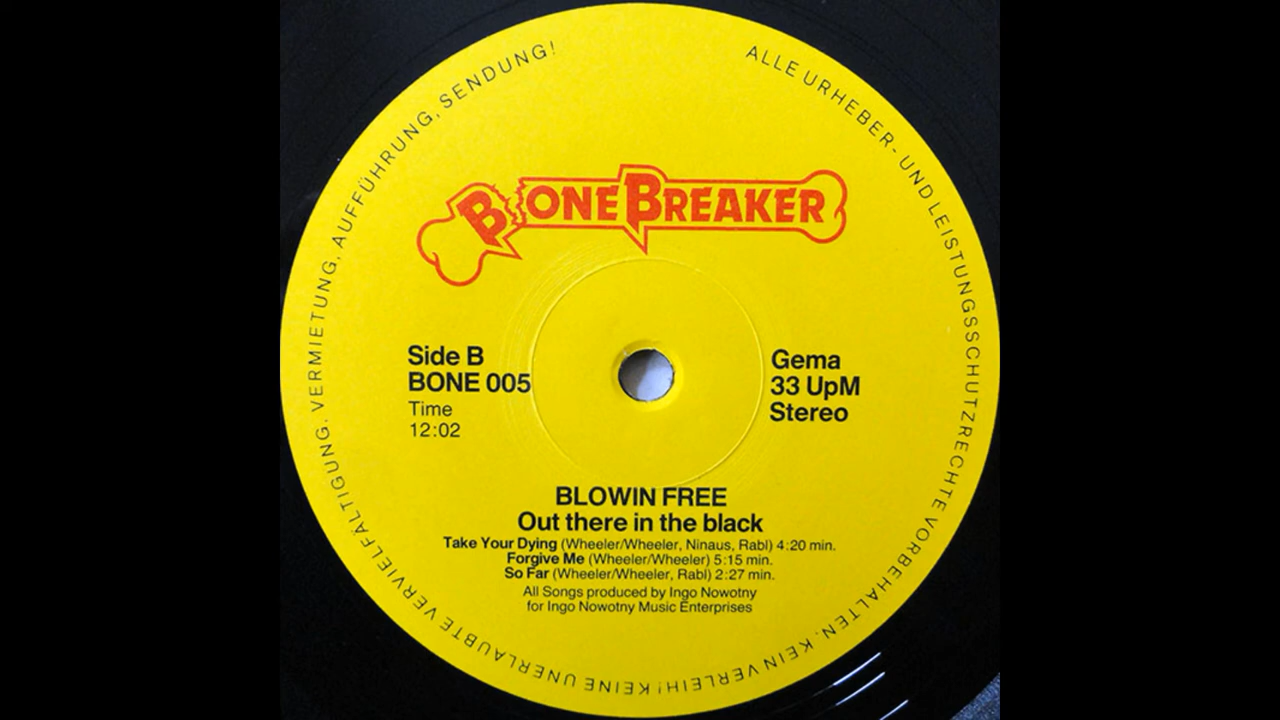 ALLE URHEBER- UND LEISTUNGSSCHUTZRECHTE VORBEHALTEN. KEIN VERLEIH! KEINE UNERLAUBTE VERVIELFÄLTIGUNG, VERMIETUNG, AUFFÜHRUNG, SENDUNG!
BONEBREAKER
Side B
BONE 005
Time
12:02
Gema
33 UpM
Stereo
BLOWIN FREE
Out there in the black
Take Your Dying (Wheeler/Wheeler, Ninaus, Rabl) 4:20 min.
Forgive Me (Wheeler/Wheeler) 5:15 min.
So Far (Wheeler/Wheeler, Rabl) 2:27 min.
All Songs produced by Ingo Nowotny
for Ingo Nowotny Music Enterprises